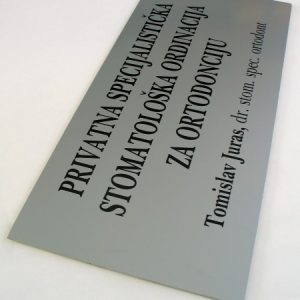 PRIVATNA SPECIJALISTIČKA
STOMATOLOŠKA ORDINACIJA
ZA ORTODONCIJU
Tomislav Juras, dr. stom. spec. ortodont